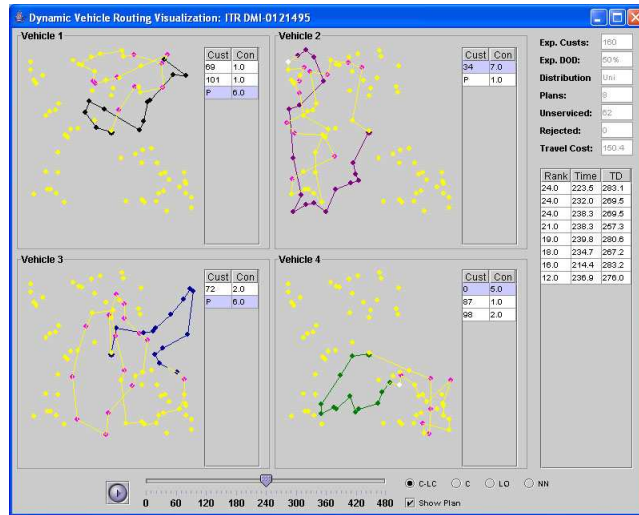 Dynamic Vehicle Routing Visualization: ITR DMI-0121495
Vehicle 1
Cust Con
69 1.0
101 1.0
P 6.0
Vehicle 2
Cust Con
34 7.0
P 1.0
Exp. Custs: 160
Exp. DOD: 50%
Distribution Uni
Plans: 8
Unserviced: 62
Rejected: 0
Travel Cost: 150.4
Rank Time TD
24.0 223.5 283.1
24.0 232.0 269.5
24.0 238.3 269.5
21.0 238.3 257.3
19.0 239.8 280.6
18.0 234.7 267.2
16.0 214.4 283.2
12.0 236.9 276.0
Vehicle 3
Cust Con
72 2.0
P 6.0
Vehicle 4
Cust Con
0 5.0
87 1.0
98 2.0
0 60 120 180 240 300 360 420 480
C-LC C LO NN
Show Plan